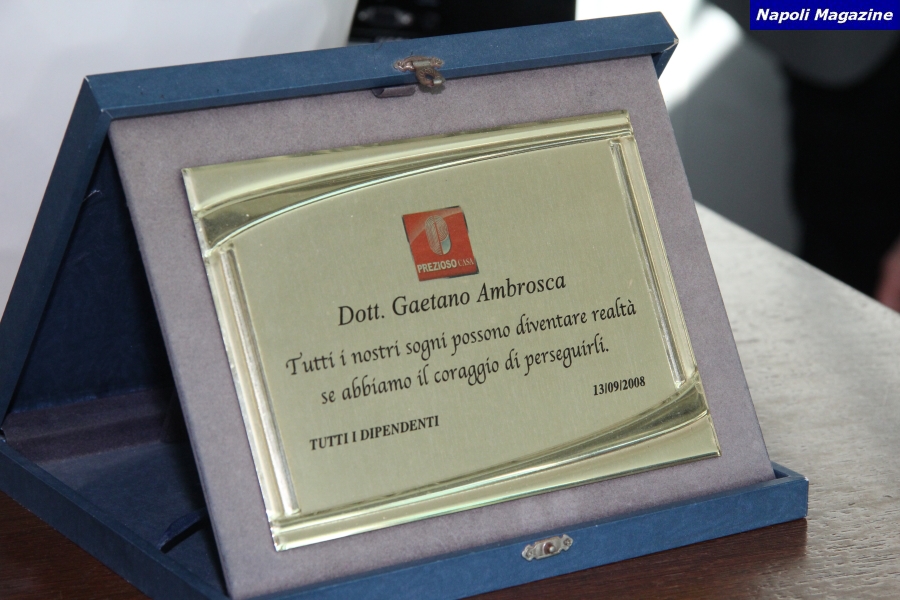 Napoli Magazine
PREZIOSO CASA
Dott. Gaetano Ambrosca
Tutti i nostri sogni possono diventare realtà
se abbiamo il coraggio di perseguirli.
13/09/2008
TUTTI I DIPENDENTI